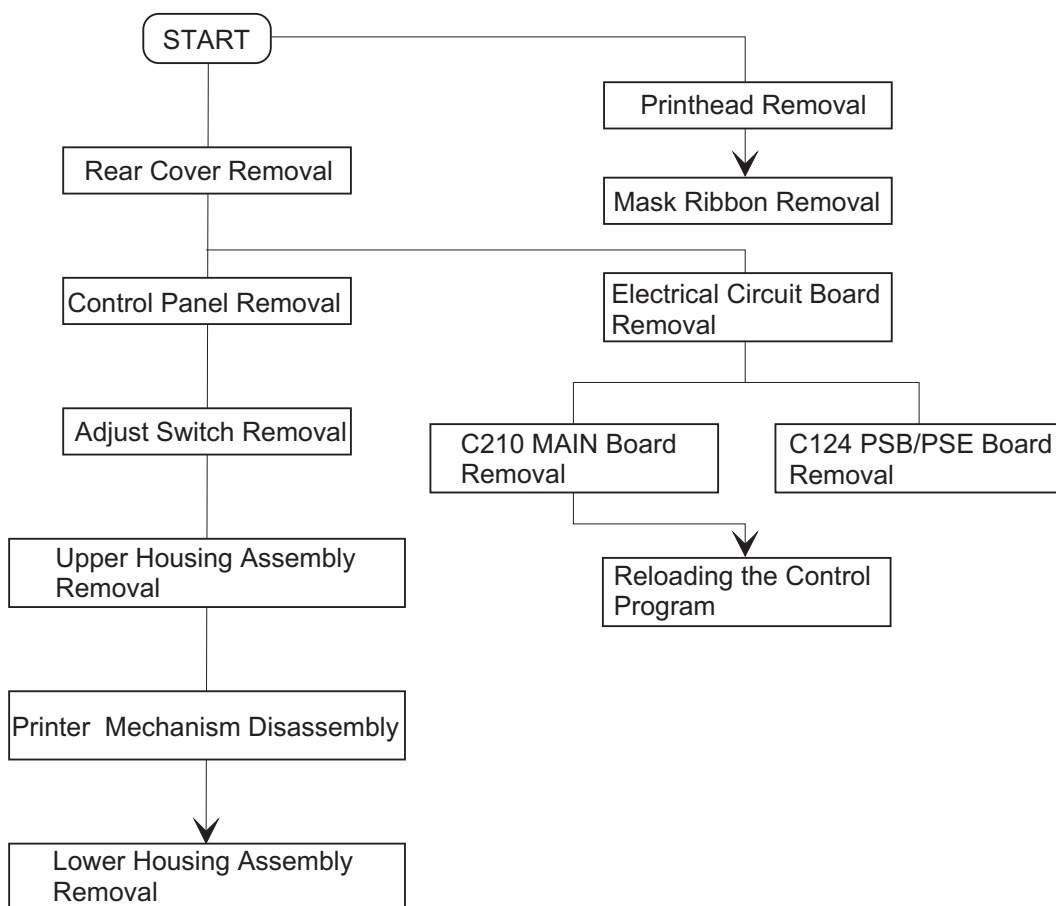 START
Printhead Removal
Rear Cover Removal
Mask Ribbon Removal
Control Panel Removal
Electrical Circuit Board
Removal
Adjust Switch Removal
C210 MAIN Board
Removal
C124 PSB/PSE Board
Removal
Upper Housing Assembly
Removal
Reloading the Control
Program
Printer Mechanism Disassembly
Lower Housing Assembly
Removal